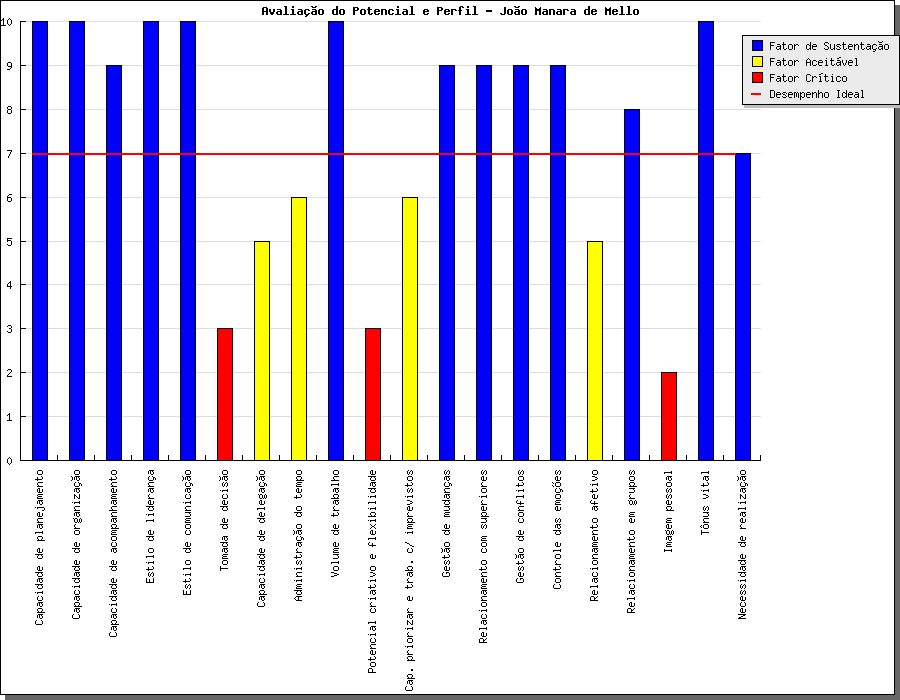 Avaliação do Potencial e Perfil - João Manara de Mello
Fator de Sustentação
Fator Aceitável
Fator Crítico
Desempenho Ideal
10
9
8
7
6
5
4
3
2
1
0
Capacidade de planejamento
Capacidade de organização
Capacidade de acompanhamento
Estilo de liderança
Estilo de comunicação
Tomada de decisão
Capacidade de delegação
Administração do tempo
Volume de trabalho
Potencial criativo e flexibilidade
Cap. priorizar e trab. c/ imprevistos
Gestão de mudanças
Relacionamento com superiores
Gestão de conflitos
Controle das emoções
Relacionamento afetivo
Relacionamento em grupos
Imagem pessoal
Tônus vital
Necessidade de realização